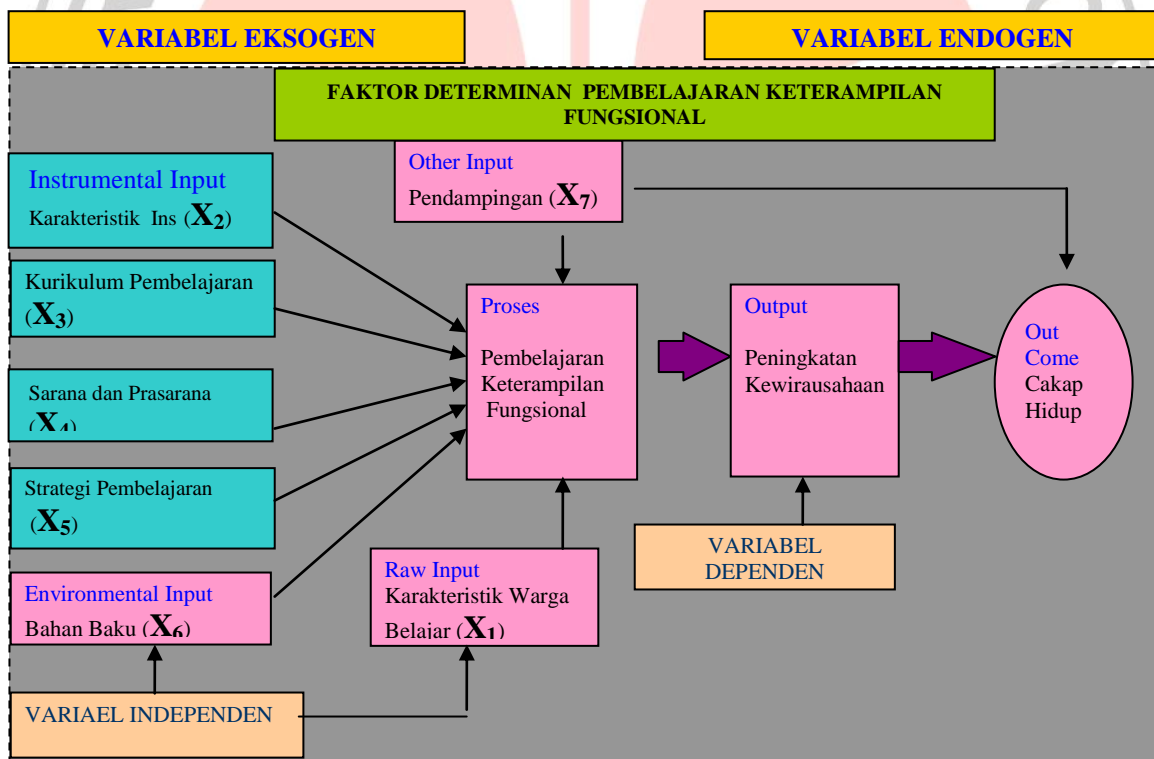 VARIABEL EKSOGEN
VARIABEL ENDOGEN
FAKTOR DETERMINAN PEMBELAJARAN KETERAMPILAN
FUNGSIONAL
Instrumental Input
Karakteristik Ins (X2)
Kurikulum Pembelajaran
(X3)
Sarana dan Prasarana
(X4)
Strategi Pembelajaran
(X5)
Environmental Input
Bahan Baku (X6)
VARIAEL INDEPENDEN
Other Input
Pendampingan (X7)
Proses
Pembelajaran
Keterampilan
Fungsional
Raw Input
Karakteristik Warga
Belajar (X1)
Output
Peningkatan
Kewirausahaan
VARIABEL
DEPENDEN
Out
Come
Cakap
Hidup